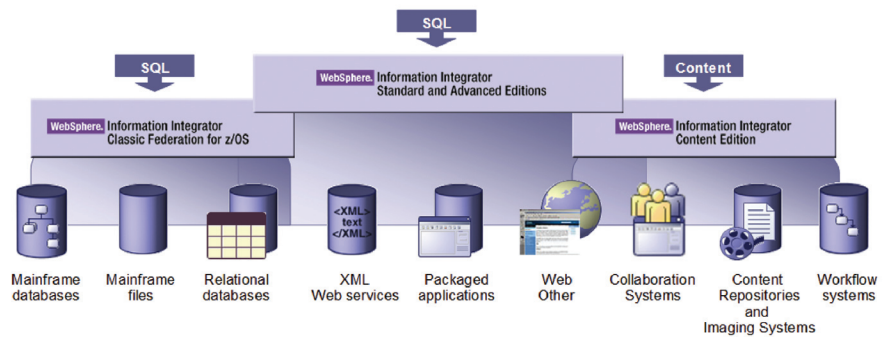 SQL
SQL
Content
WebSphere. Information Integrator
Standard and Advanced Editions
WebSphere. Information Integrator
Classic Federation for z/OS
WebSphere. Information Integrator
Content Edition
<XML>
text
</XML>
Mainframe
databases
Mainframe
files
Relational
databases
XML
Web services
Packaged
applications
Web
Other
Collaboration
Systems
Content
Repositories
and
Imaging Systems
Workflow
systems